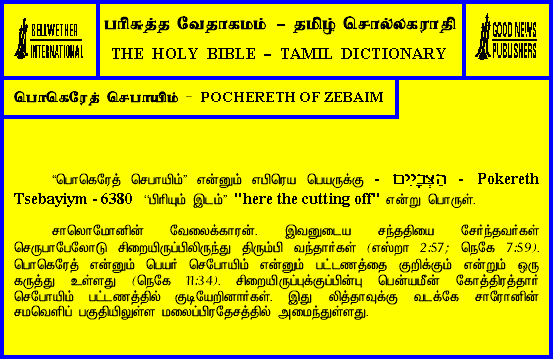 BELLWETHER
INTERNATIONAL
பரிசுத்த வேதாகமம் - தமிழ் சொல்லகராதி
THE HOLY BIBLE - TAMIL DICTIONARY
GOOD NEWS
PUBLISHERS
பொகெரேத் செபாயிம் - POCHERETH OF ZEBAIM
“பொகெரேத் செபாயிம்” என்னும் எபிரெய பெயருக்கு - הַצְּבָיִים - Pokereth
Tsebayiym - 6380 “பிரியும் இடம்” "here the cutting off" என்று பொருள்.
சாலொமோனின் வேலைக்காரன். இவனுடைய சந்ததியை சேர்ந்தவர்கள்
செருபாபேலோடு சிறையிருப்பிலிருந்து திரும்பி வந்தார்கள் (எஸ்றா 2:57; நெகே 7:59).
பொகெரேத் என்னும் பெயர் செபோயிம் என்னும் பட்டணத்தை குறிக்கும் என்றும் ஒரு
கருத்து உள்ளது (நெகே 11:34). சிறையிருப்புக்குப்பின்பு பென்யமீன் கோத்திரத்தார்
செபோயிம் பட்டணத்தில் குடியேறினார்கள். இது லித்தாவுக்கு வடக்கே சாரோனின்
சமவெளிப் பகுதியிலுள்ள மலைப்பிரதேசத்தில் அமைந்துள்ளது.